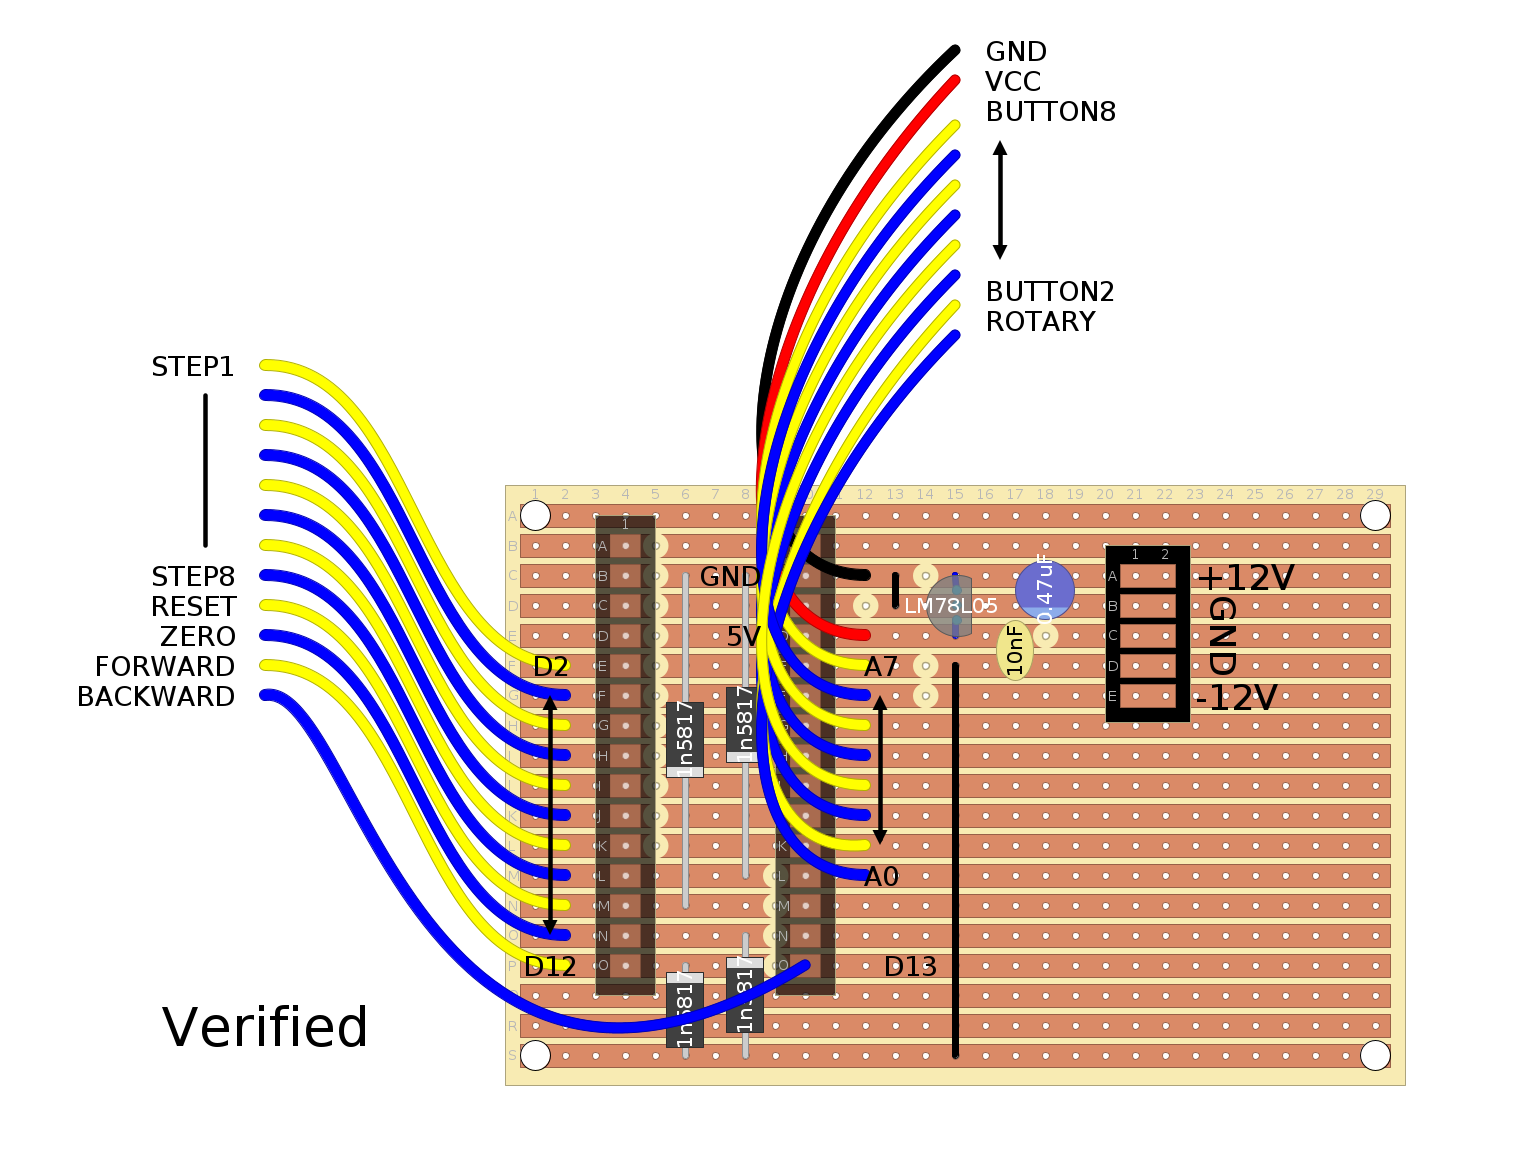 GND
VCC
BUTTON8
BUTTON2
ROTARY
STEP1
STEP8
RESET
ZERO
FORWARD
BACKWARD
1 2 3 4 5 6 7 8 12 13 14 15 16 17 18 19 20 21 22 23 24 25 26 27 28 29
A
B
C
D
E
F
G
H
K
L
M
N
O
P
R
S
1
A
B
C
D
E
F
G
H
I
J
K
L
M
N
O
GND
5V
D2
D12
A7
A0
D13
K
L
M
N
O
1n5817
1n5817
1n5817
1n5817
LM78L05
0.47uF
10nF
1 2
A
B
C
D
E
+12V
GND
-12V
Verified